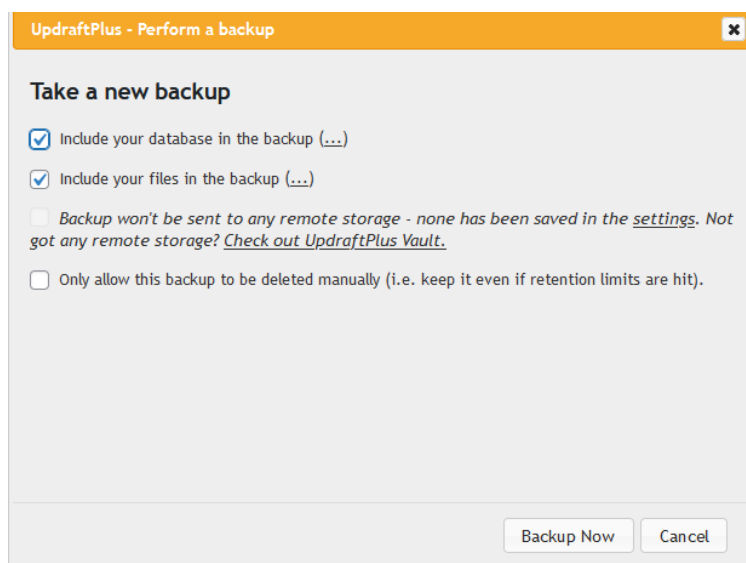 UpdraftPlus - Perform a backup
Take a new backup
Include your database in the backup (...)
Include your files in the backup (...)
Backup won't be sent to any remote storage - none has been saved in the settings. Not
got any remote storage? Check out UpdraftPlus Vault.
Only allow this backup to be deleted manually (i.e. keep it even if retention limits are hit).
Backup Now
Cancel